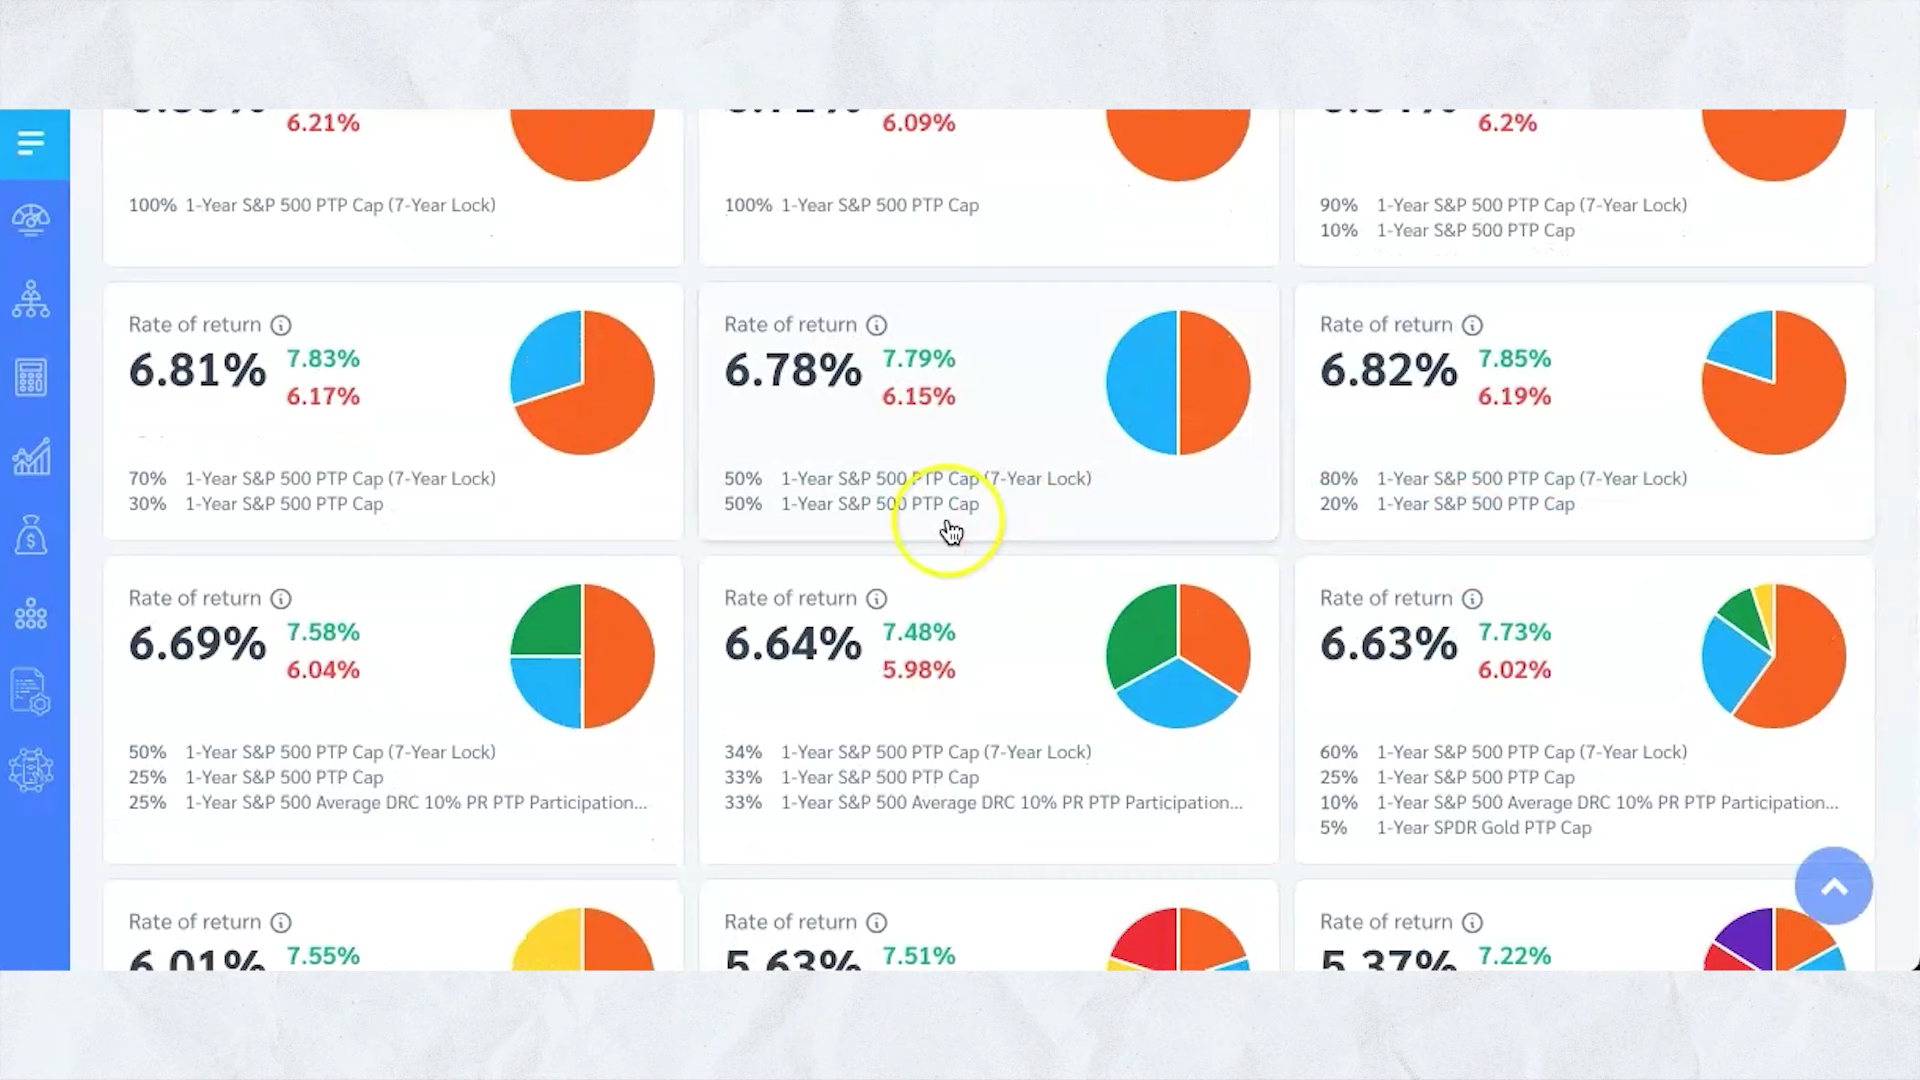 6.21%
100% 1-Year S&P 500 PTP Cap (7-Year Lock)
6.09%
100% 1-Year S&P 500 PTP Cap
6.2%
90% 1-Year S&P 500 PTP Cap (7-Year Lock)
10% 1-Year S&P 500 PTP Cap
Rate of return
6.81% 7.83%
6.17%
70% 1-Year S&P 500 PTP Cap (7-Year Lock)
30% 1-Year S&P 500 PTP Cap
Rate of return
6.78% 7.79%
6.15%
50% 1-Year S&P 500 PTP Cap (7-Year Lock)
50% 1-Year S&P 500 PTP Cap
Rate of return
6.82% 7.85%
6.19%
80% 1-Year S&P 500 PTP Cap (7-Year Lock)
20% 1-Year S&P 500 PTP Cap
Rate of return
6.69% 7.58%
6.04%
50% 1-Year S&P 500 PTP Cap (7-Year Lock)
25% 1-Year S&P 500 PTP Cap
25% 1-Year S&P 500 Average DRC 10% PR PTP Participation...
Rate of return
6.64% 7.48%
5.98%
34% 1-Year S&P 500 PTP Cap (7-Year Lock)
33% 1-Year S&P 500 PTP Cap
33% 1-Year S&P 500 Average DRC 10% PR PTP Participation...
Rate of return
6.63% 7.73%
6.02%
60% 1-Year S&P 500 PTP Cap (7-Year Lock)
25% 1-Year S&P 500 PTP Cap
10% 1-Year S&P 500 Average DRC 10% PR PTP Participation...
5% 1-Year SPDR Gold PTP Cap
Rate of return
6.01% 7.55%
Rate of return
5.63% 7.51%
Rate of return
5.37% 7.22%